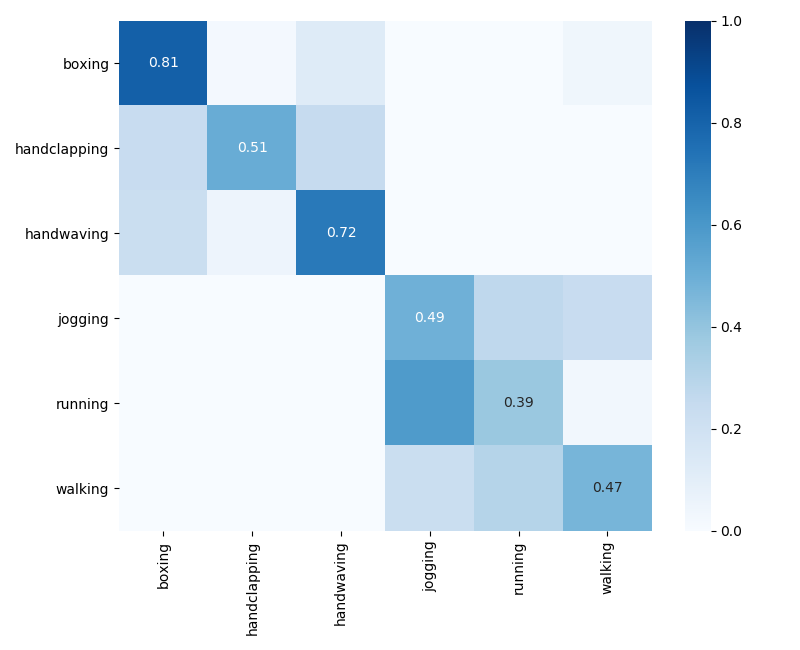 1.0
boxing 0.81
0.8
handclapping 0.51
0.6
handwaving 0.72
0.4
jogging 0.49
running 0.39
0.2
walking 0.47
0.0
boxing
handclapping
handwaving
jogging
running
walking